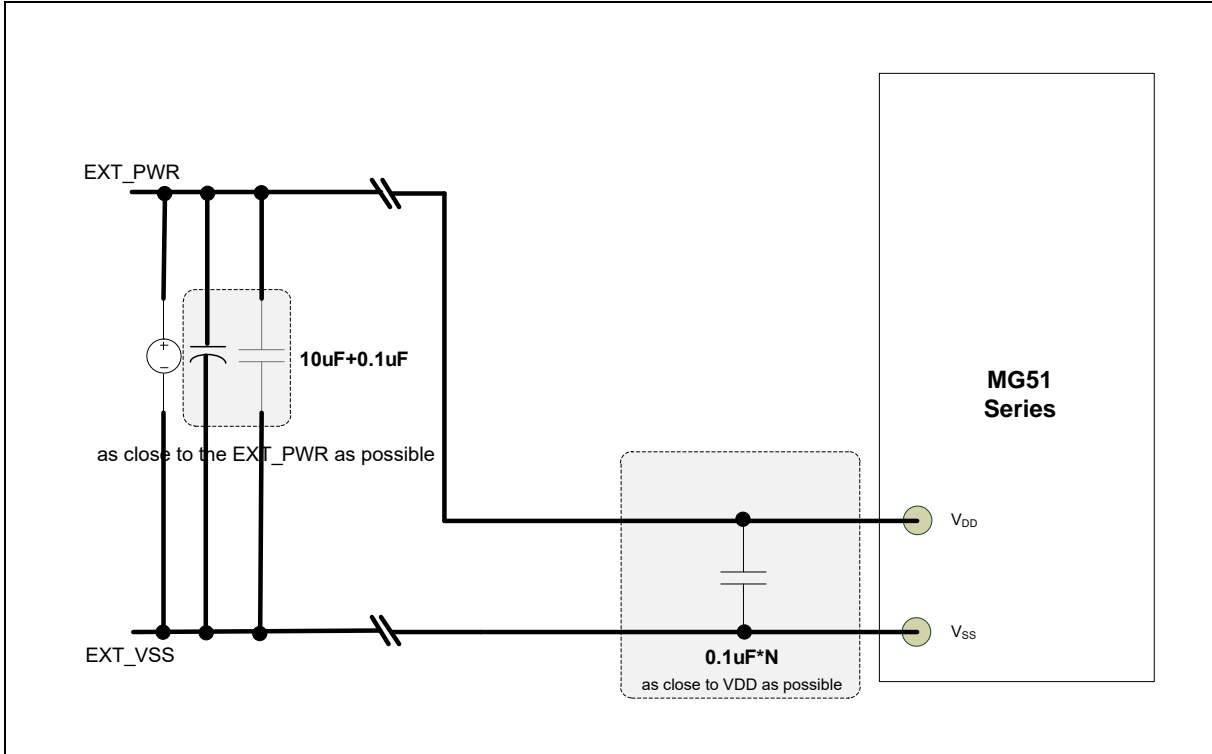 EXT_PWR
+
−
10uF+0.1uF
as close to the EXT_PWR as possible
MG51
Series
VDD
VSS
EXT_VSS
0.1uF*N
as close to VDD as possible